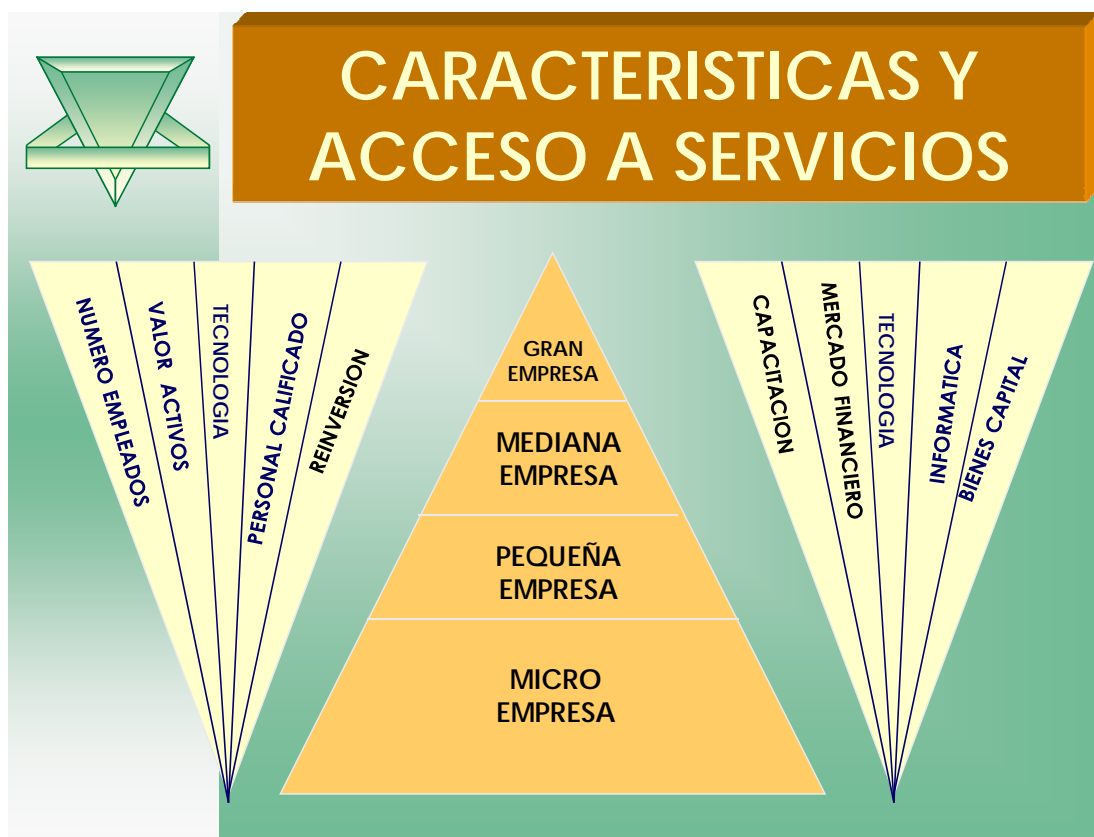 CARACTERISTICAS Y
ACCESO A SERVICIOS
NUMERO EMPLEADOS
VALOR ACTIVOS
TECNOLOGIA
PERSONAL CALIFICADO
REINVERSION
GRAN
EMPRESA
MEDIANA
EMPRESA
PEQUEÑA
EMPRESA
MICRO
EMPRESA
CAPACITACION
MERCADO FINANCIERO
TECNOLOGIA
INFORMATICA
BIENES CAPITAL